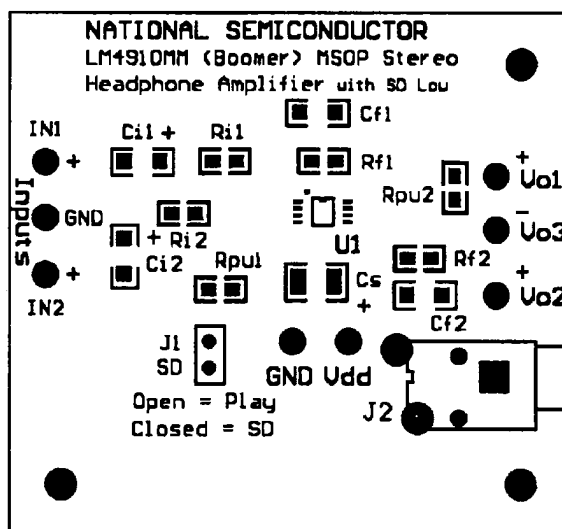 NATIONAL SEMICONDUCTOR
LM4910MM (Boomer) MSOP Stereo
Headphone Amplifier with SD Low
Cf1
IN1
Ci1 +
Ri1
Rf1
+
+
Vo1
Inputs
GND
Rpu2
Ri2
U1
−
Vo3
+
Ci2
Rpu1
Cs
+
Rf2
+
Vo2
+
IN2
Cf2
J1
SD
GND Vdd
J2
Open = Play
Closed = SD